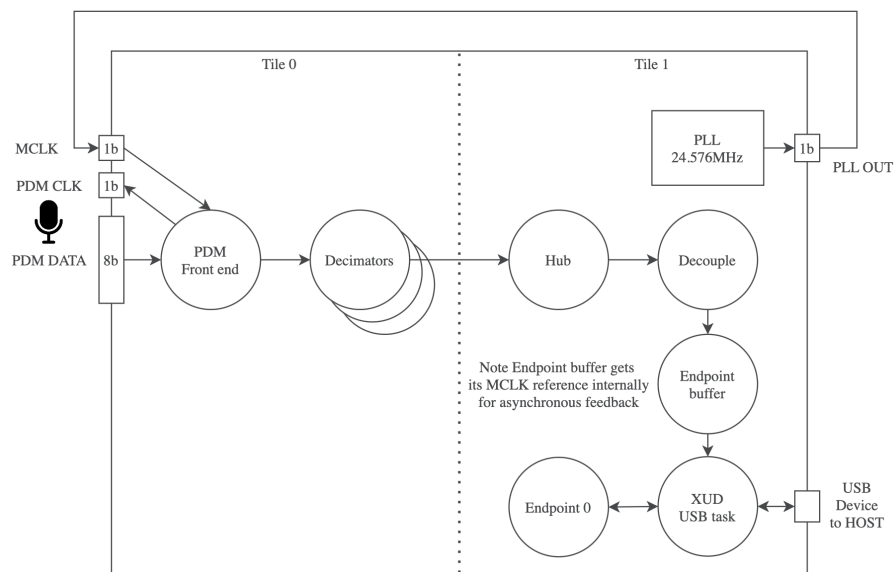 Tile 0
Tile 1
MCLK
1b
PLL
24.576MHz
1b
PLL OUT
PDM CLK
1b
PDM DATA
8b
PDM
Front end
Decimators
Hub
Decouple
Note Endpoint buffer gets
its MCLK reference internally
for asynchronous feedback
Endpoint
buffer
Endpoint 0
XUD
USB task
USB
Device
to HOST